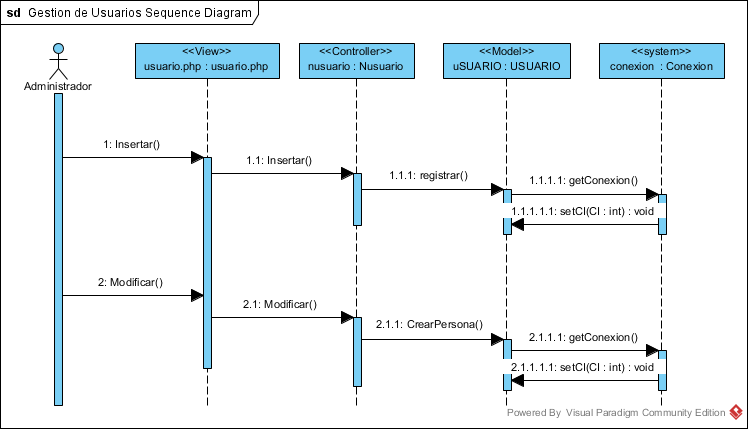 sd Gestion de Usuarios Sequence Diagram
Administrador
<<View>>
usuario.php : usuario.php
<<Controller>>
nusuario : Nusuario
<<Model>>
uSUARIO : USUARIO
<<system>>
conexion : Conexion
1: Insertar()
1.1: Insertar()
1.1.1: registrar()
1.1.1.1: getConexion()
1.1.1.1.1: setCI(CI : int) : void
2: Modificar()
2.1: Modificar()
2.1.1: CrearPersona()
2.1.1.1: getConexion()
2.1.1.1.1: setCI(CI : int) : void
Powered By Visual Paradigm Community Edition